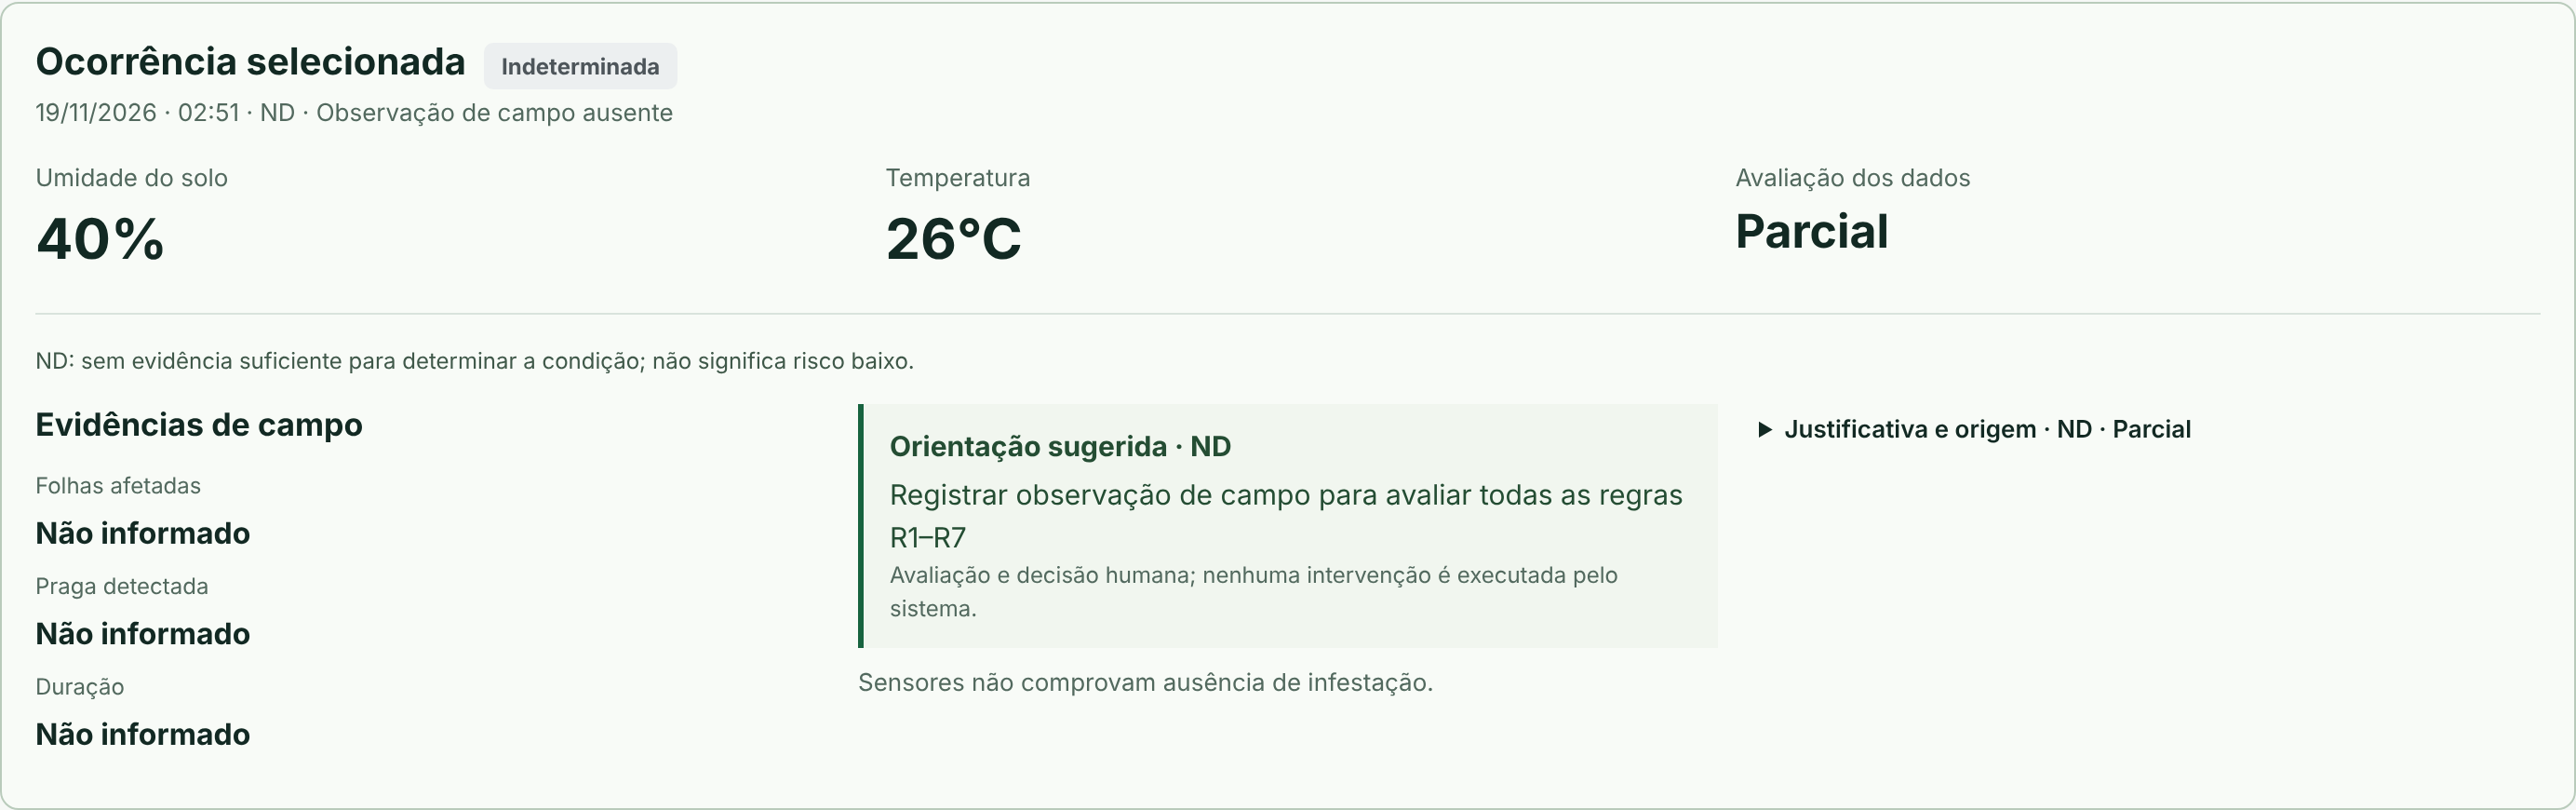 Ocorrência selecionada Indeterminada
19/11/2026 · 02:51 · ND · Observação de campo ausente
Umidade do solo
40%
Temperatura
26°C
Avaliação dos dados
Parcial
ND: sem evidência suficiente para determinar a condição; não significa risco baixo.
Evidências de campo
Folhas afetadas
Não informado
Praga detectada
Não informado
Duração
Não informado
Orientação sugerida · ND
Registrar observação de campo para avaliar todas as regras
R1–R7
Avaliação e decisão humana; nenhuma intervenção é executada pelo
sistema.
Sensores não comprovam ausência de infestação.
▶ Justificativa e origem · ND · Parcial